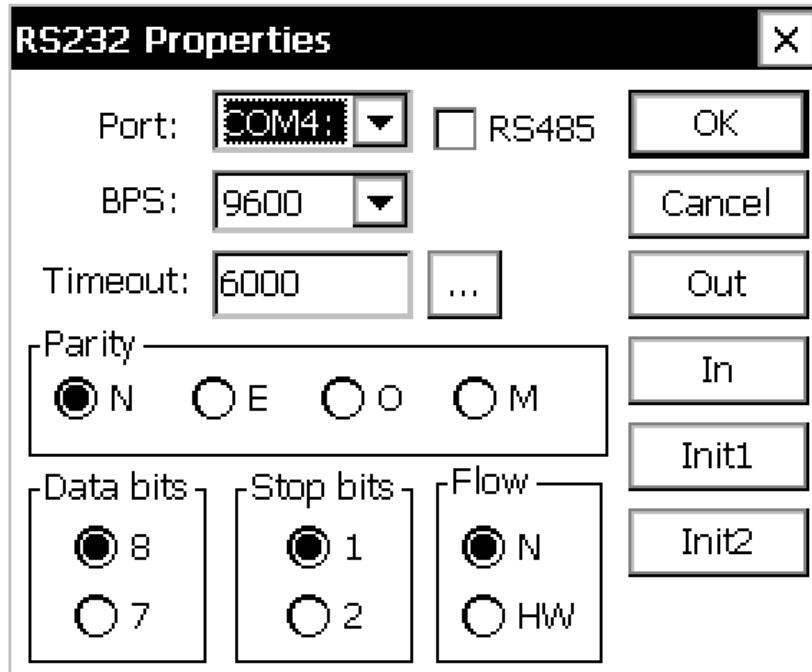 RS232 Properties
Port: COM4: RS485 OK
BPS: 9600 Cancel
Timeout: 6000 ... Out
Parity In
N E O M
Init1
Data bits Stop bits Flow
8 1 N Init2
7 2 HW